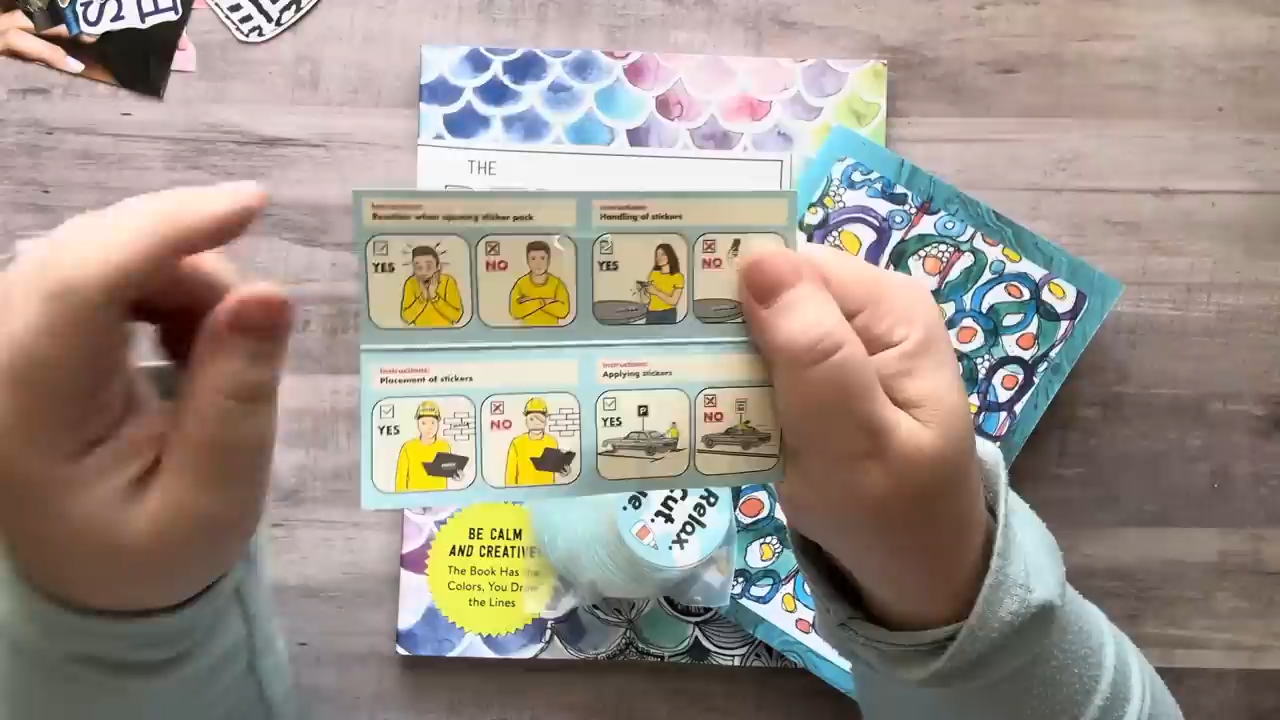 THE
Instructions:
Reaction when opening sticker pack
YES
NO
Instructions:
Handling of stickers
YES
NO
Instructions:
Placement of stickers
YES
NO
Instructions:
Applying stickers
YES
NO
P
BE CALM
AND CREATIVE
The Book Has the
Colors, You Draw
the Lines
Relax.
Cut.